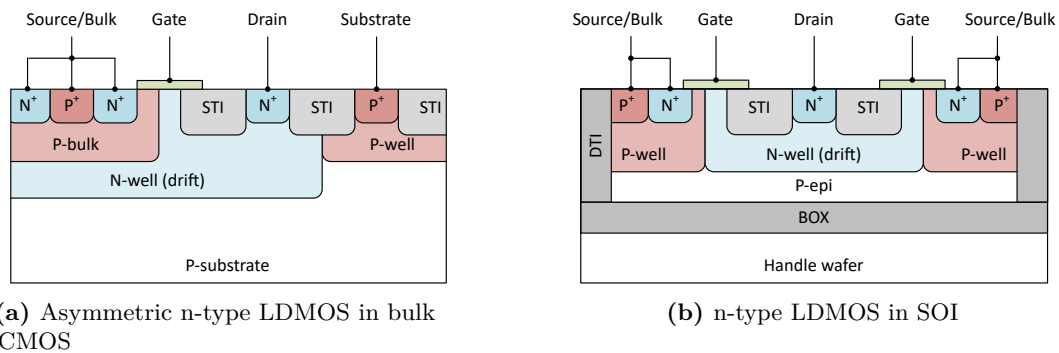 Source/Bulk Gate Drain Substrate
N+ P+ N+ STI N+ STI P+ STI
P-bulk P-well
N-well (drift)
P-substrate
(a) Asymmetric n-type LDMOS in bulk
CMOS
Source/Bulk Gate Drain Gate Source/Bulk
P+ N+ STI N+ STI N+ P+
DTI
P-well N-well (drift) P-well
P-epi
BOX
Handle wafer
(b) n-type LDMOS in SOI